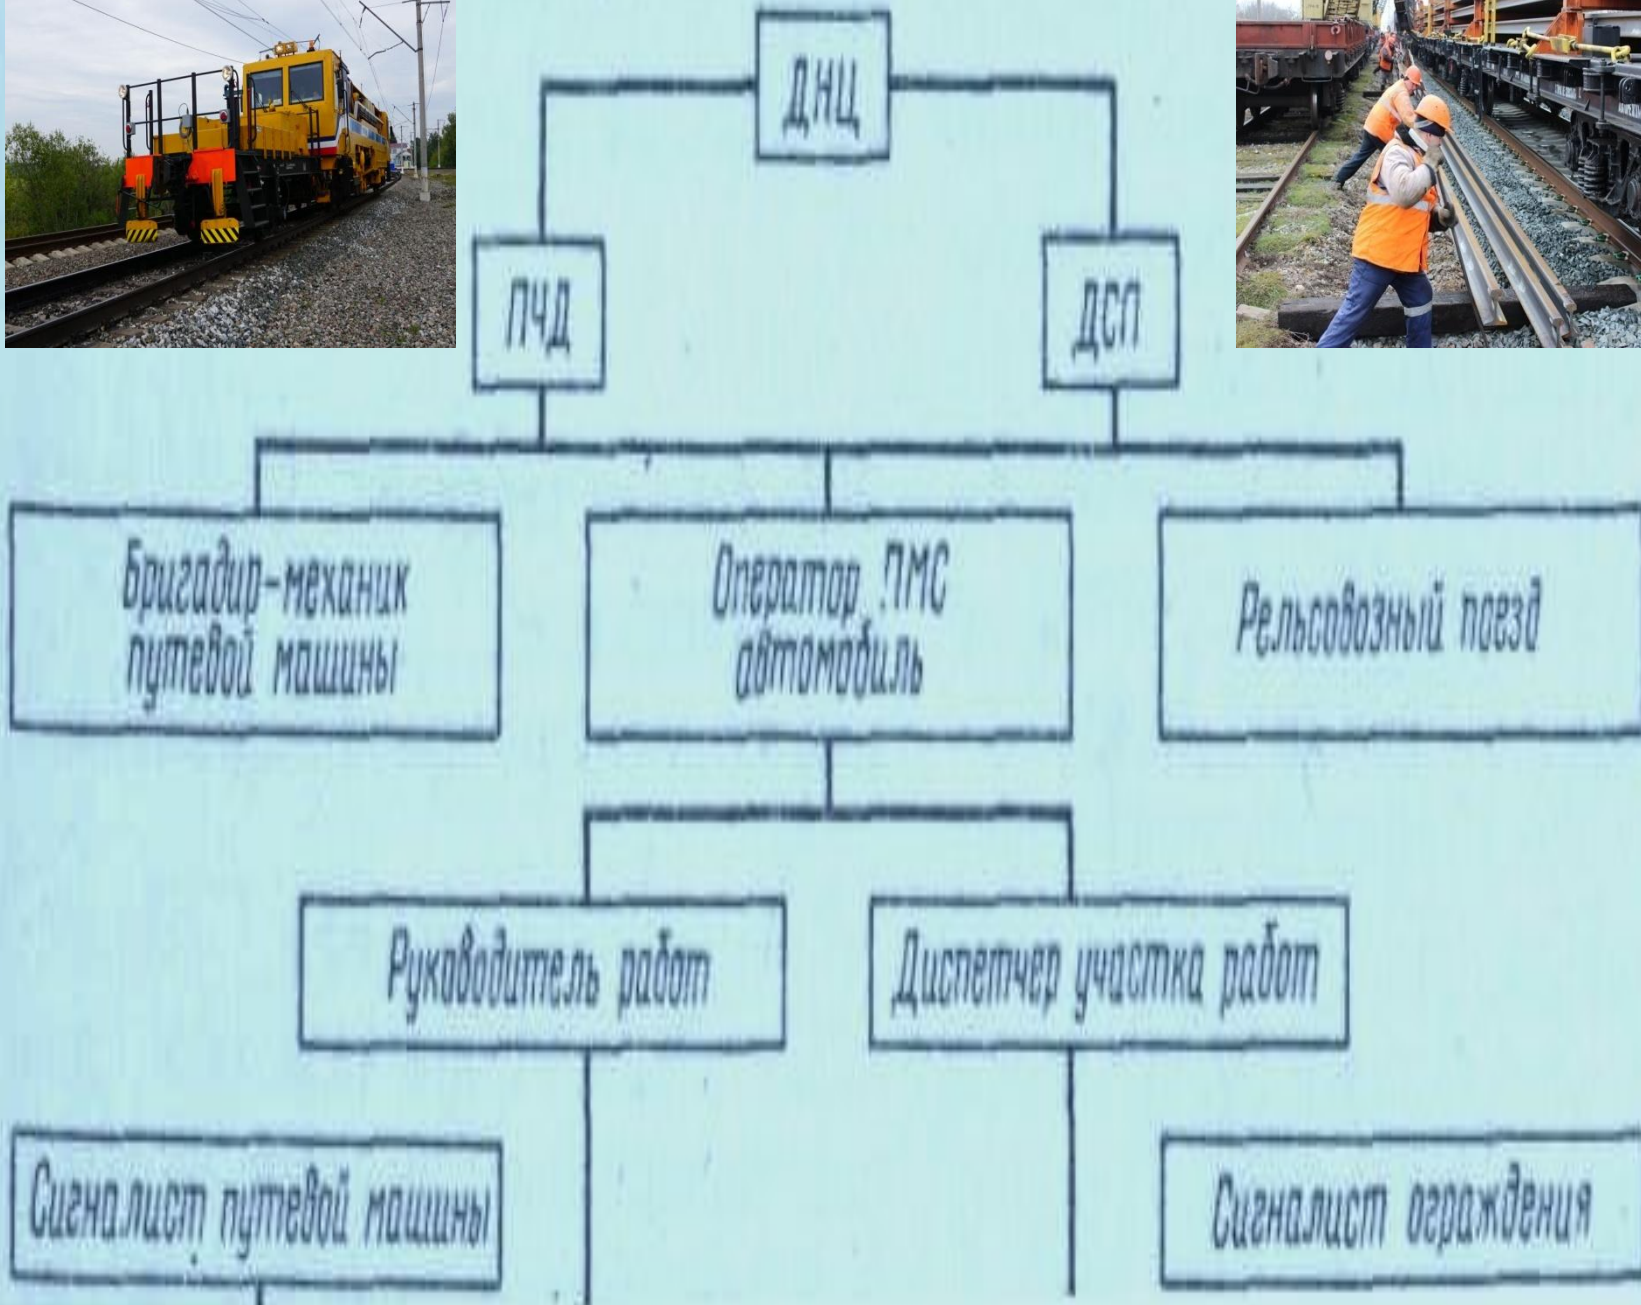 ДНЦ
ПЧД
ДСП
Бригадир-механик
путевой машины
Оператор ПМС
автомобиль
Рельсовозный поезд
Руководитель работ
Диспетчер участка работ
Сигналист путевой машины
Сигналист ограждения